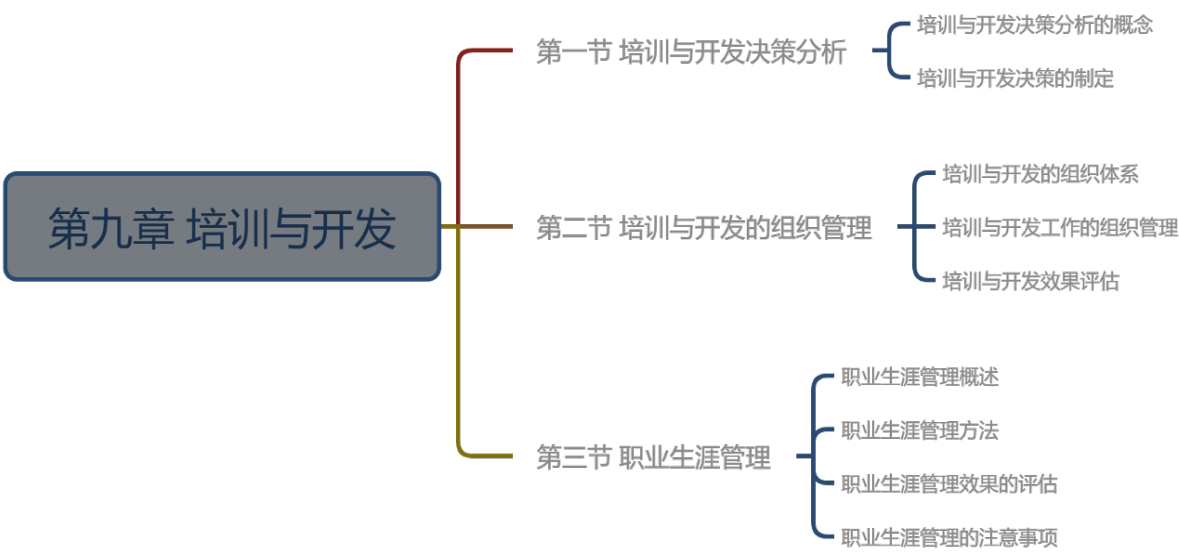 第九章 培训与开发
第一节 培训与开发决策分析
培训与开发决策分析的概念
培训与开发决策的制定
第二节 培训与开发的组织管理
培训与开发的组织体系
培训与开发工作的组织管理
培训与开发效果评估
第三节 职业生涯管理
职业生涯管理概述
职业生涯管理方法
职业生涯管理效果的评估
职业生涯管理的注意事项